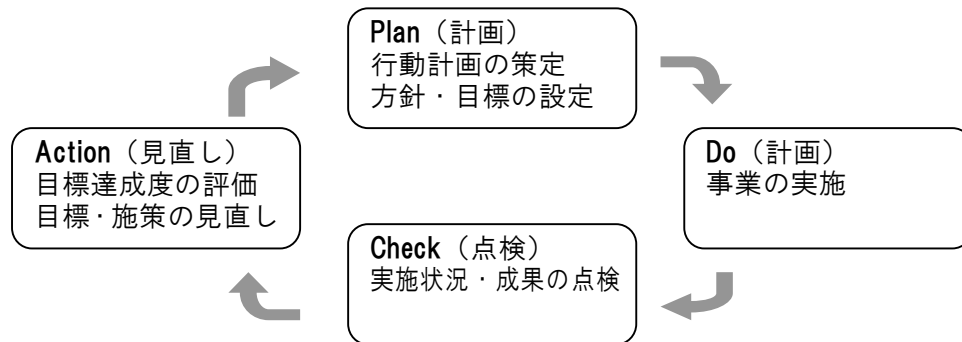 Plan（計画）
行動計画の策定
方針・目標の設定
Do（計画）
事業の実施
Check（点検）
実施状況・成果の点検
Action（見直し）
目標達成度の評価
目標・施策の見直し